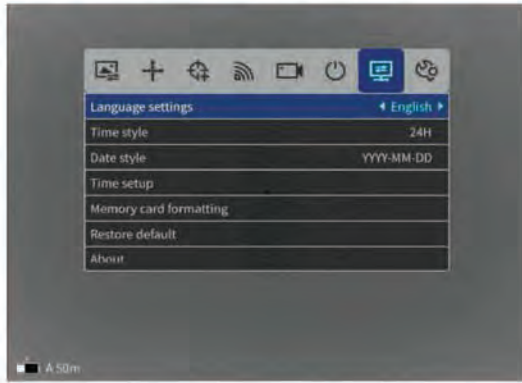 Language settings English
Time style 24H
Date style YYYY-MM-DD
Time setup
Memory card formatting
Restore default
About
A 50m